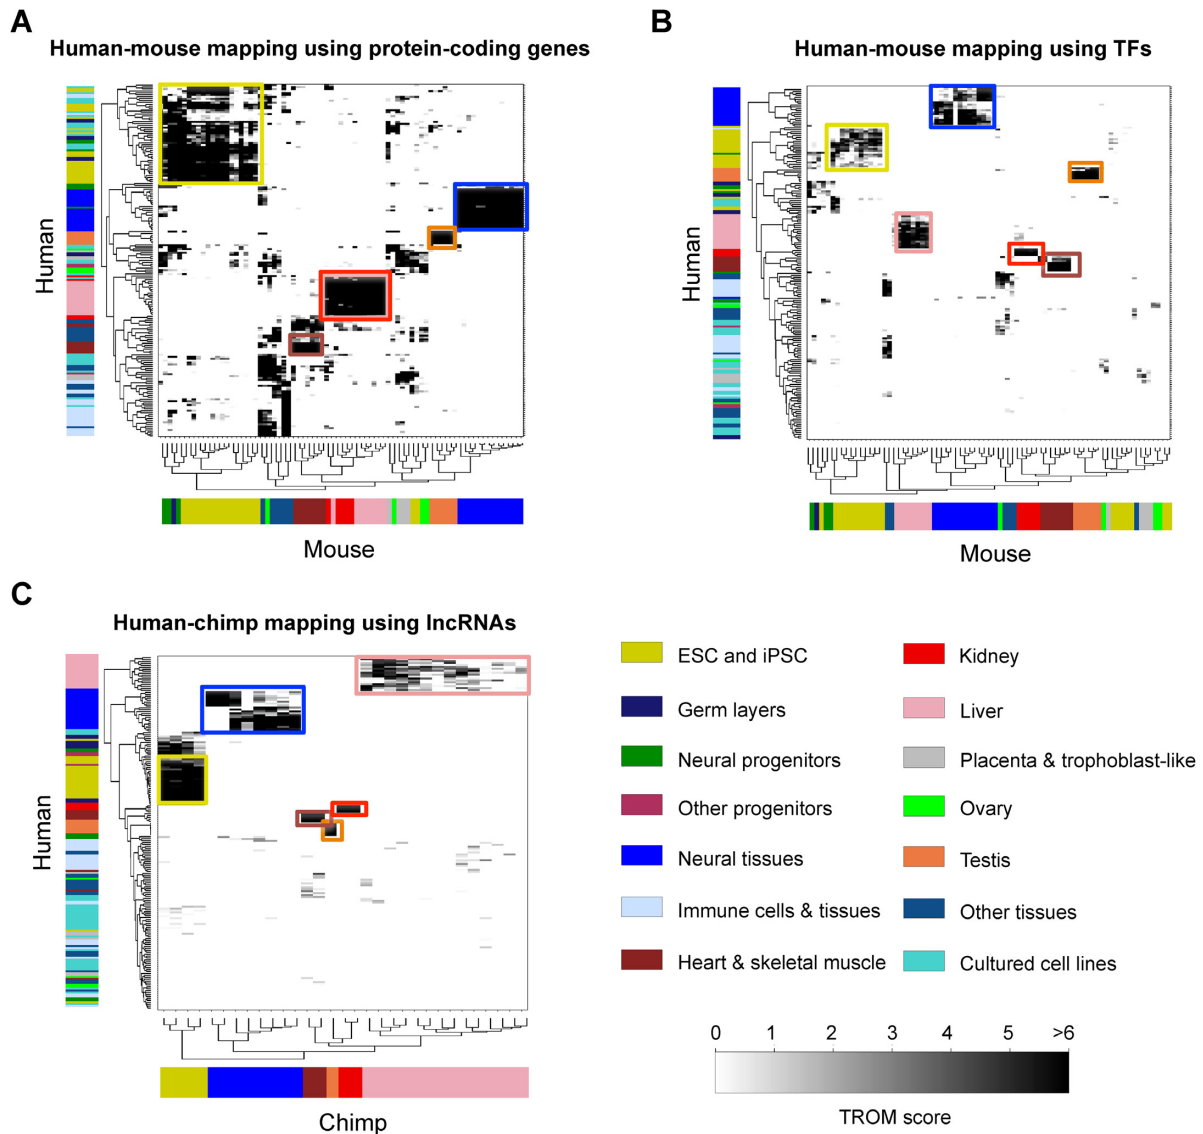 A
Human-mouse mapping using protein-coding genes
Human
Mouse
B
Human-mouse mapping using TFs
Human
Mouse
C
Human-chimp mapping using lncRNAs
Human
Chimp
ESC and iPSC
Germ layers
Neural progenitors
Other progenitors
Neural tissues
Immune cells & tissues
Heart & skeletal muscle
Kidney
Liver
Placenta & trophoblast-like
Ovary
Testis
Other tissues
Cultured cell lines
0 1 2 3 4 5 >6
TROM score